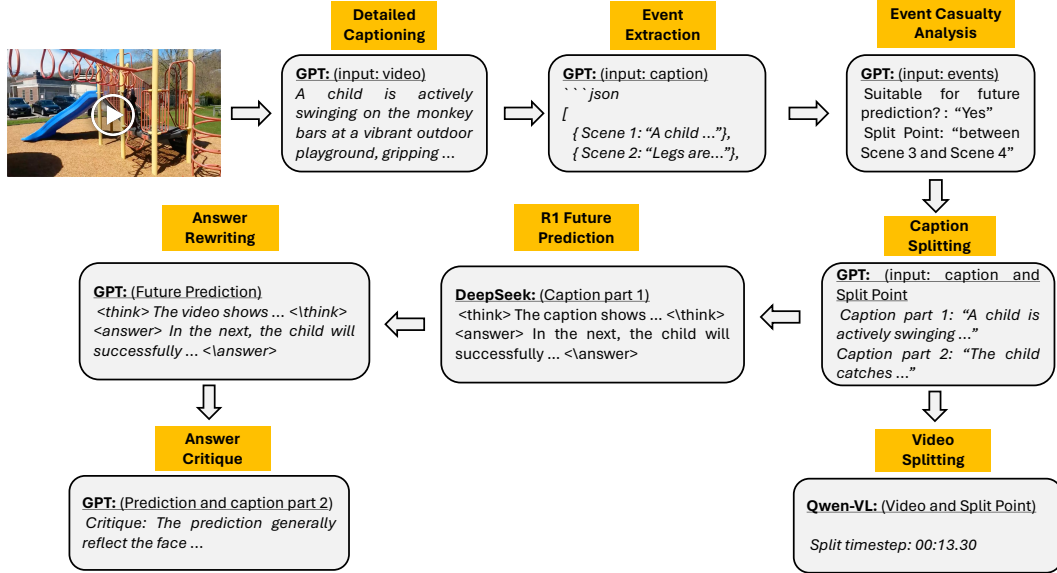 Detailed
Captioning
GPT: (input: video)
A child is actively
swinging on the monkey
bars at a vibrant outdoor
playground, gripping ...
Event
Extraction
GPT: (input: caption)
```json
[
{ Scene 1: “A child ...”},
{ Scene 2: “Legs are...”},
Event Casualty
Analysis
GPT: (input: events)
Suitable for future
prediction? : “Yes”
Split Point: “between
Scene 3 and Scene 4”
Caption
Splitting
GPT: (input: caption and
Split Point
Caption part 1: “A child is
actively swinging ...”
Caption part 2: “The child
catches ...”
R1 Future
Prediction
DeepSeek: (Caption part 1)
<think> The caption shows ... <\think>
<answer> In the next, the child will
successfully ... <\answer>
Answer
Rewriting
GPT: (Future Prediction)
<think> The video shows ... <\think>
<answer> In the next, the child will
successfully ... <\answer>
Answer
Critique
GPT: (Prediction and caption part 2)
Critique: The prediction generally
reflect the face ...
Video
Splitting
Qwen-VL: (Video and Split Point)
Split timestep: 00:13.30